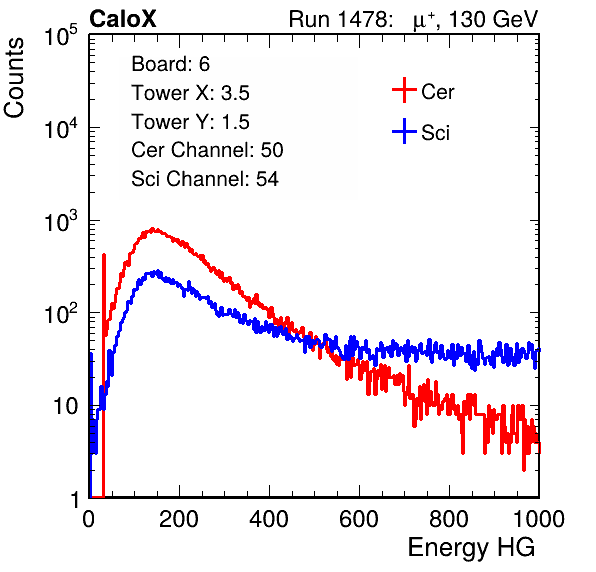 CaloX Run 1478: μ⁺, 130 GeV
Counts
10⁵
10⁴
10³
10²
10
1
Board: 6
Tower X: 3.5
Tower Y: 1.5
Cer Channel: 50
Sci Channel: 54
Cer
Sci
0 200 400 600 800 1000
Energy HG